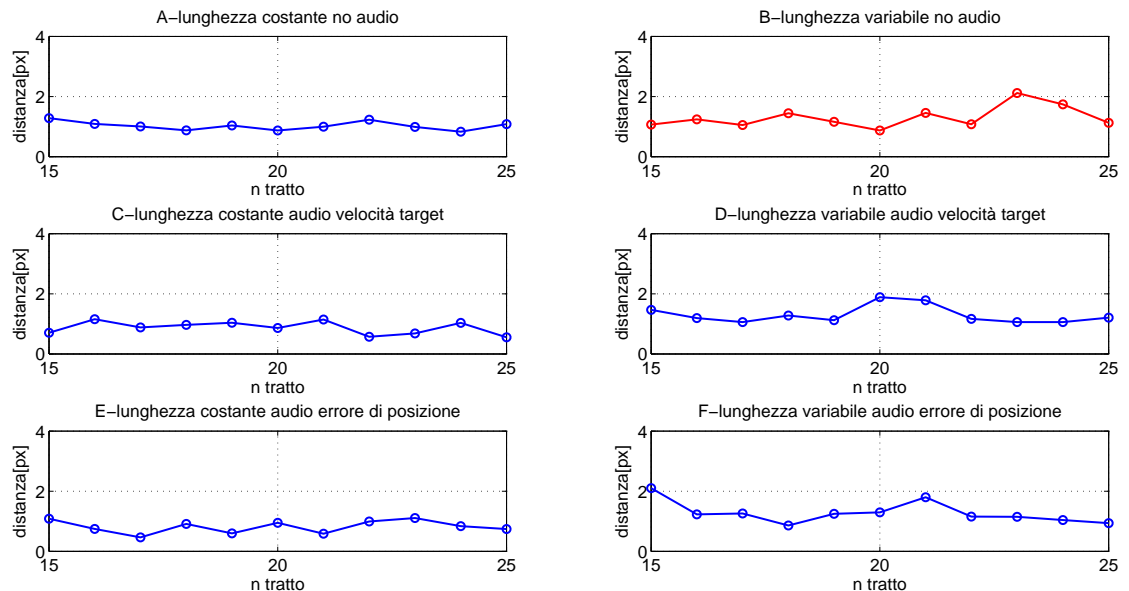 A−lunghezza costante no audio
4
2
0
distanza[px]
15
20
25
n tratto
B−lunghezza variabile no audio
4
2
0
distanza[px]
15
20
25
n tratto
C−lunghezza costante audio velocità target
4
2
0
distanza[px]
15
20
25
n tratto
D−lunghezza variabile audio velocità target
4
2
0
distanza[px]
15
20
25
n tratto
E−lunghezza costante audio errore di posizione
4
2
0
distanza[px]
15
20
25
n tratto
F−lunghezza variabile audio errore di posizione
4
2
0
distanza[px]
15
20
25
n tratto